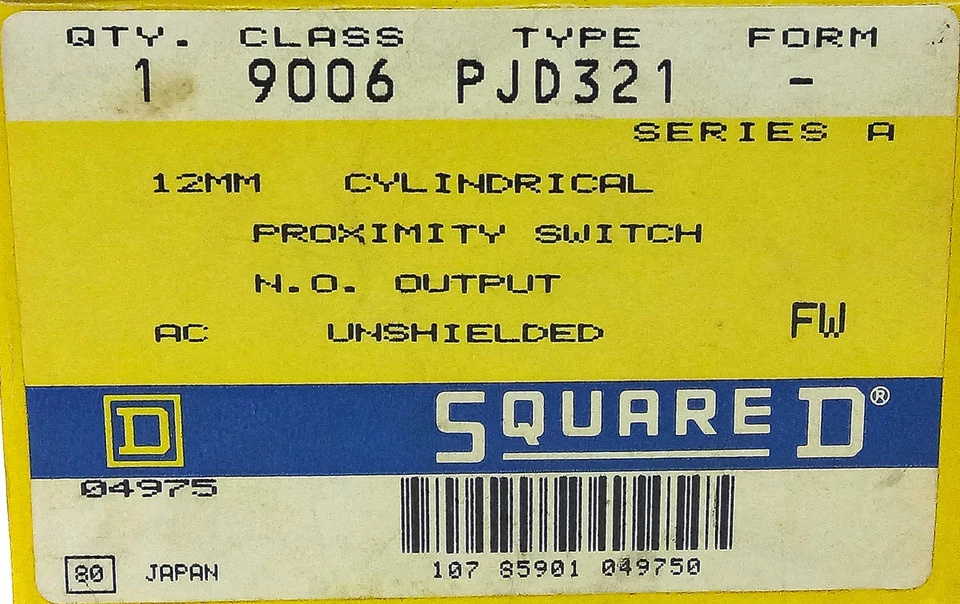 QTY. CLASS TYPE FORM
1 9006 PJD321 -
SERIES A
12MM CYLINDRICAL
PROXIMITY SWITCH
N.O. OUTPUT
AC UNSHIELDED FW
D SQUARE D®
04975
107 85901 049750
80 JAPAN